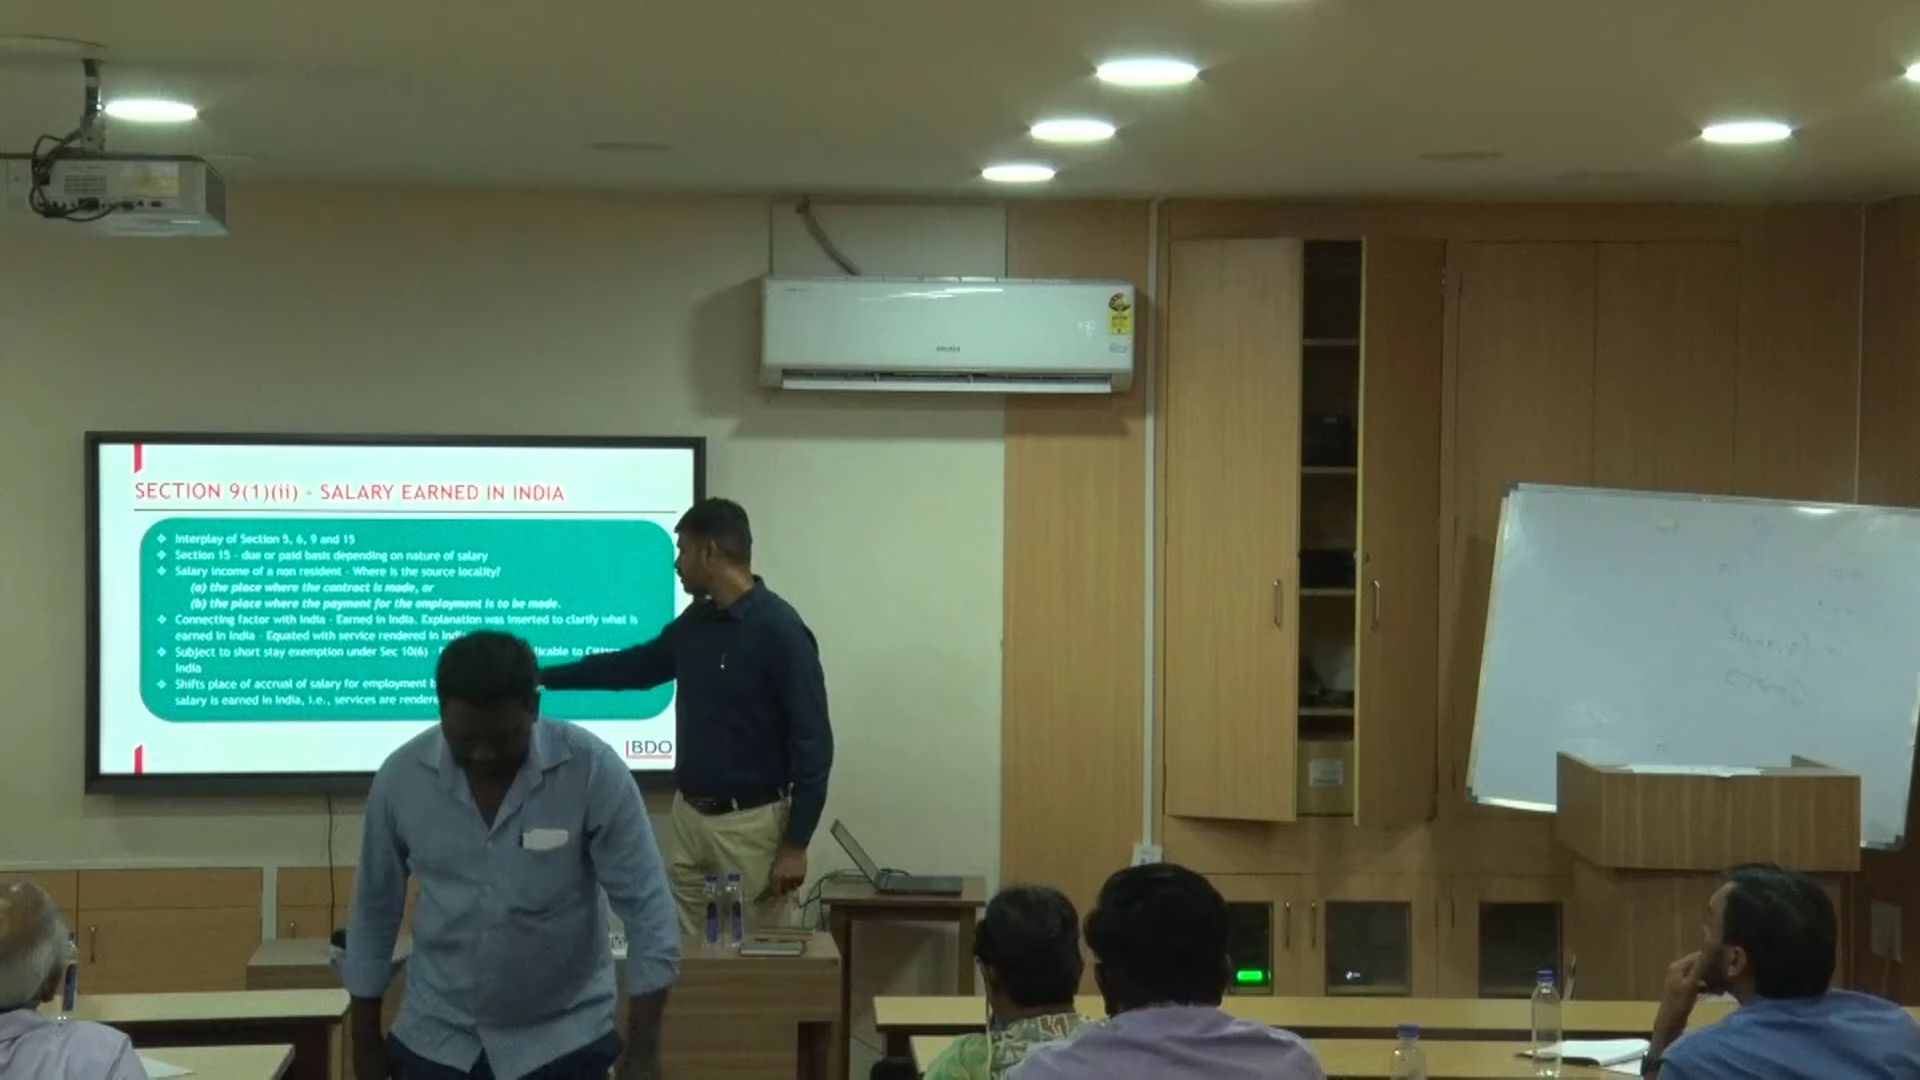 SECTION 9(1)(ii) - SALARY EARNED IN INDIA
❖ Interplay of Section 5, 6, 9 and 15
❖ Section 15 - due or paid basis depending on nature of salary
❖ Salary income of a non resident - Where is the source locality?
(a) the place where the contract is made, or
(b) the place where the payment for the employment is to be made.
❖ Connecting factor with India - Earned in India. Explanation was inserted to clarify what is
earned in India - Equated with service rendered in
❖ Subject to short stay exemption under Sec 10(6) -
India
❖ Shifts place of accrual of salary for employment
salary is earned in India, i.e., services are
BDO